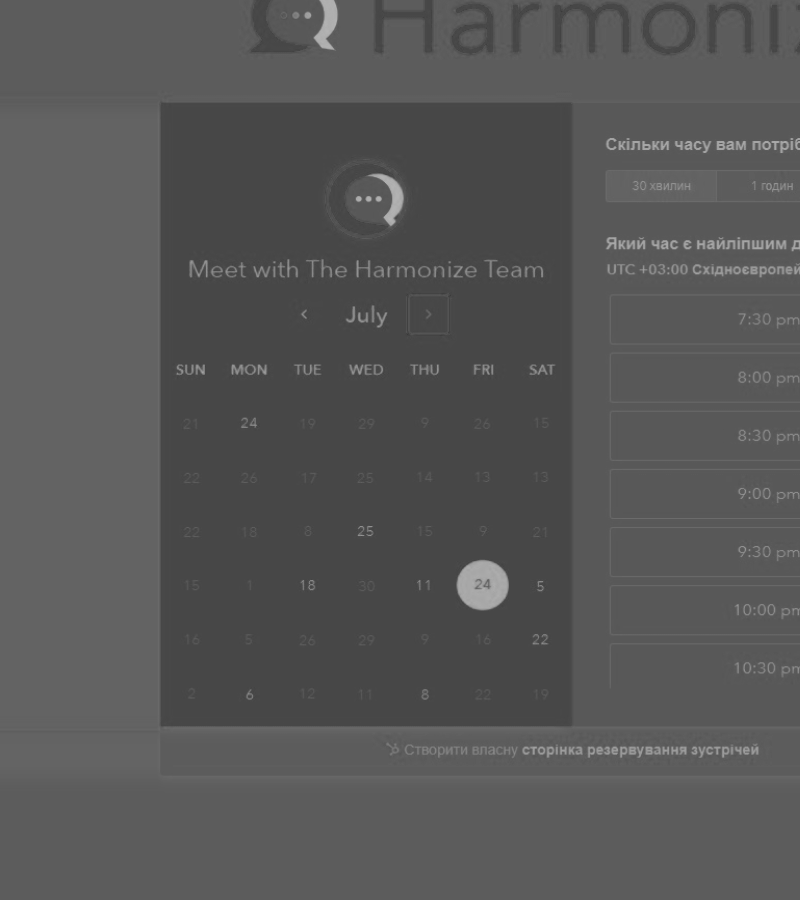 Harmoniz
Meet with The Harmonize Team
July
SUN MON TUE WED THU FRI SAT
21 24 19 29 9 26 15
22 26 17 25 14 13 13
22 18 8 25 15 9 21
15 1 18 30 11 24 5
16 5 26 29 9 16 22
2 6 12 11 8 22 19
Скільки часу вам потріб
30 хвилин 1 годин
Який час є найліпшим д
UTC +03:00 Східноєвропей
7:30 pm
8:00 pm
8:30 pm
9:00 pm
9:30 pm
10:00 pm
10:30 pm
Створити власну сторінка резервування зустрічей